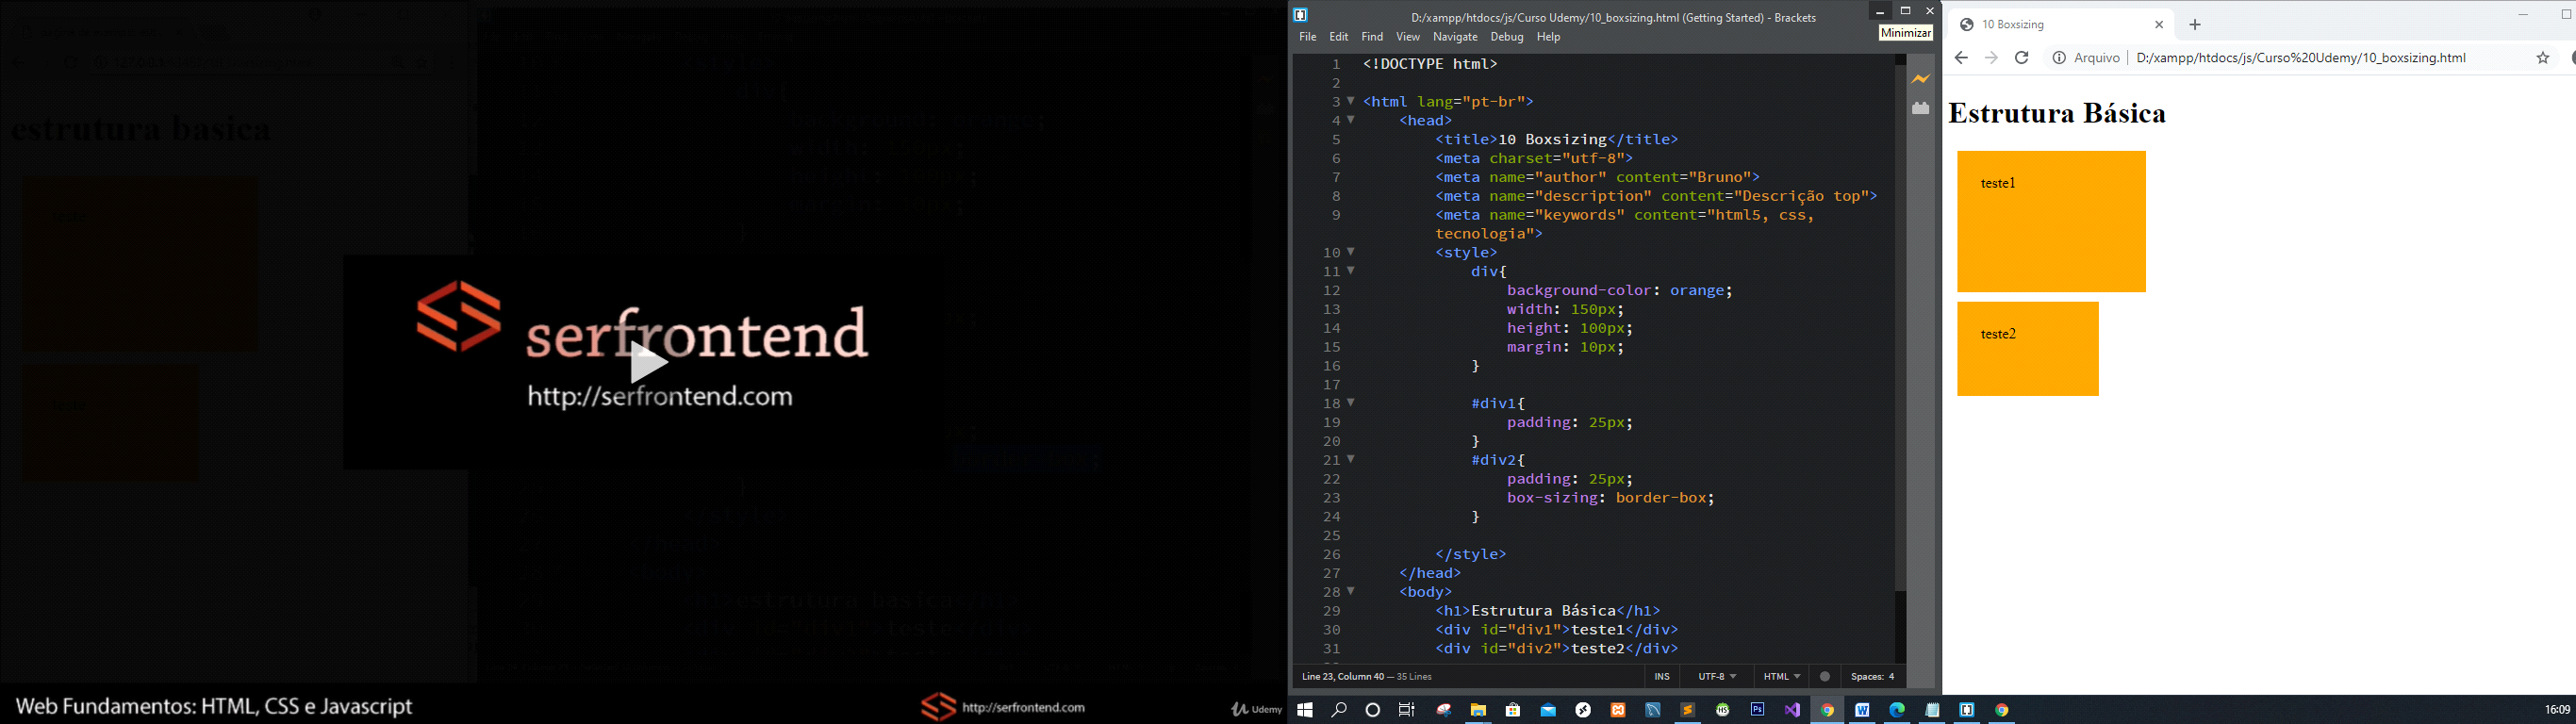 estrutura basica
teste
teste
serfrontend
http://serfrontend.com
Web Fundamentos: HTML, CSS e Javascript
http://serfrontend.com
Udemy
D:/xampp/htdocs/js/Curso Udemy/10_boxsizing.html (Getting Started) - Brackets
File Edit Find View Navigate Debug Help
Minimizar
1 <!DOCTYPE html>
2
3 <html lang="pt-br">
4 <head>
5 <title>10 Boxsizing</title>
6 <meta charset="utf-8">
7 <meta name="author" content="Bruno">
8 <meta name="description" content="Descrição top">
9 <meta name="keywords" content="html5, css,
tecnologia">
10 <style>
11 div{
12 background-color: orange;
13 width: 150px;
14 height: 100px;
15 margin: 10px;
16 }
17
18 #div1{
19 padding: 25px;
20 }
21 #div2{
22 padding: 25px;
23 box-sizing: border-box;
24 }
25
26 </style>
27 </head>
28 <body>
29 <h1>Estrutura Básica</h1>
30 <div id="div1">teste1</div>
31 <div id="div2">teste2</div>
Line 23, Column 40 — 35 Lines
INS UTF-8 HTML Spaces: 4
10 Boxsizing
Arquivo D:/xampp/htdocs/js/Curso%20Udemy/10_boxsizing.html
Estrutura Básica
teste1
teste2
16:09